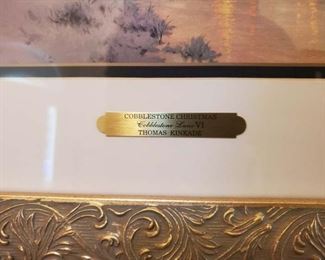 COBBLESTONE CHRISTMAS
Cobblestone Lane VI
THOMAS KINKADE